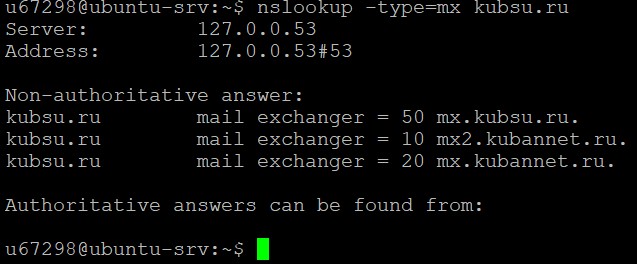 u67298@ubuntu-srv:~$ nslookup -type=mx kubsu.ru
Server: 127.0.0.53
Address: 127.0.0.53#53
Non-authoritative answer:
kubsu.ru mail exchanger = 50 mx.kubsu.ru.
kubsu.ru mail exchanger = 10 mx2.kubannet.ru.
kubsu.ru mail exchanger = 20 mx.kubannet.ru.
Authoritative answers can be found from:
u67298@ubuntu-srv:~$